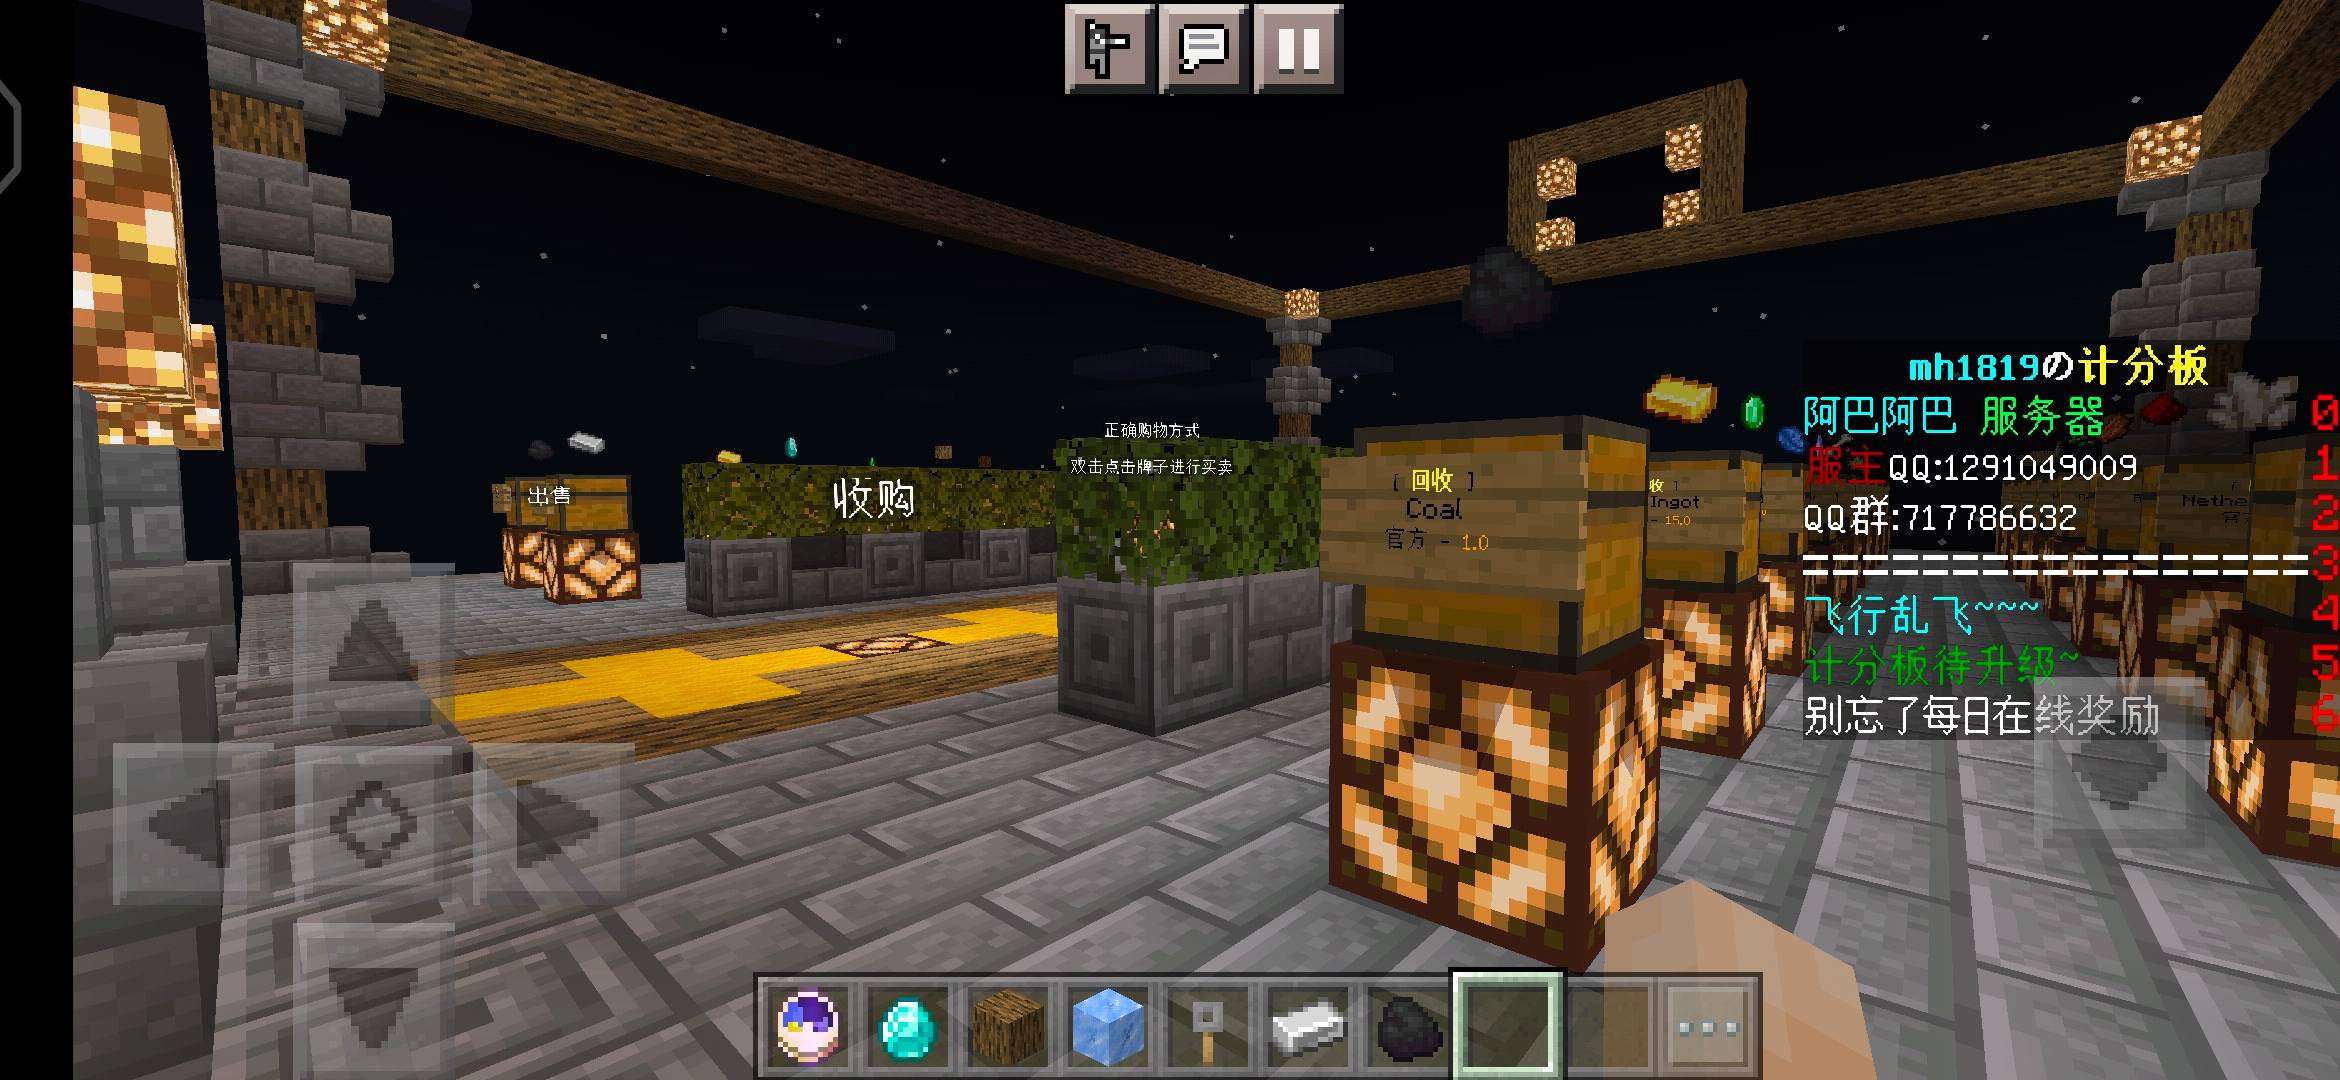 mh1819の计分板
阿巴阿巴 服务器 0
服主QQ:1291049009 1
QQ群:717786632 2
================= 3
飞行乱飞~~~ 4
计分板待升级~ 5
别忘了每日在线奖励 6
正确购物方式
双击点击牌子进行买卖
出售
收购
[ 回收 ]
Coal
官方 - 1.0
收 ]
Ingot
- 15.0
Nethe